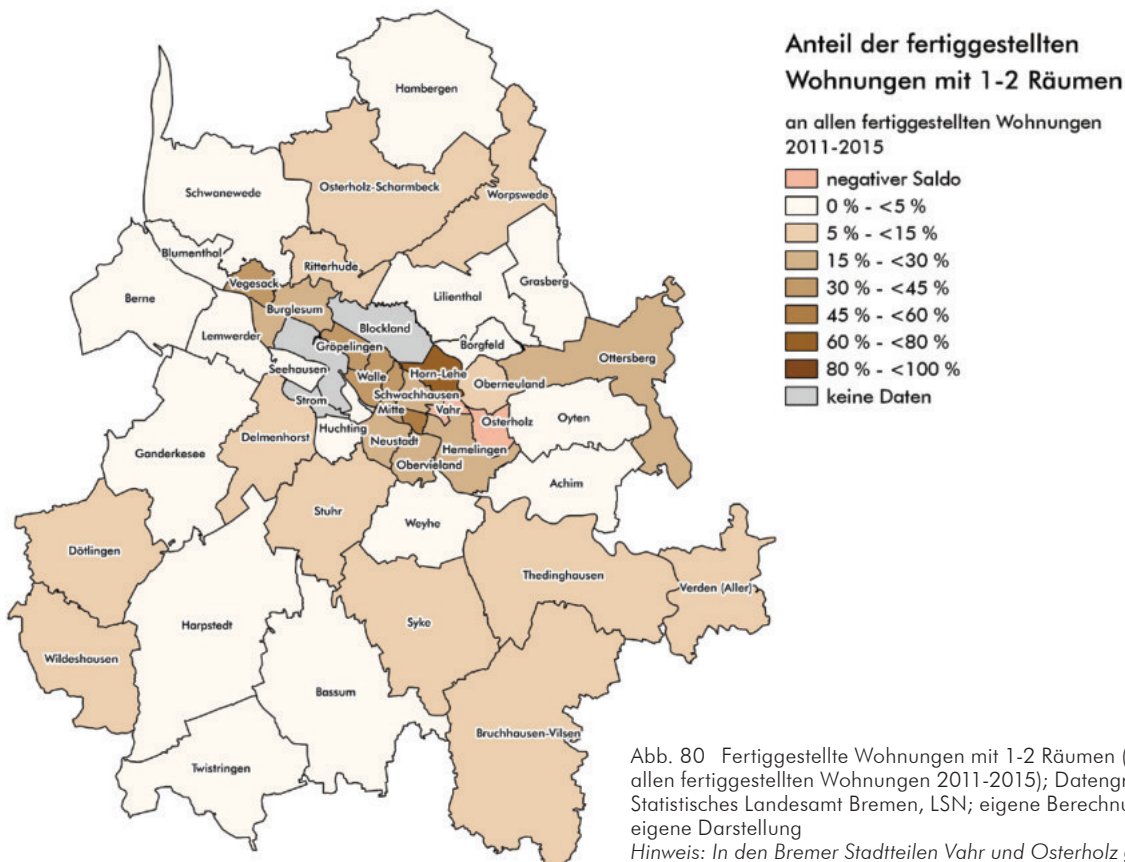 Anteil der fertiggestellten
Wohnungen mit 1-2 Räumen
an allen fertiggestellten Wohnungen
2011-2015
negativer Saldo
0 % - <5 %
5 % - <15 %
15 % - <30 %
30 % - <45 %
45 % - <60 %
60 % - <80 %
80 % - <100 %
keine Daten
Hambergen
Schwanewede
Osterholz-Scharmbeck
Worpswede
Blumenthal
Vegesack
Ritterhude
Grasberg
Berne
Lilienthal
Burglesum
Lemwerder
Blockland
Borgfeld
Gröpelingen
Ottersberg
Seehausen
Walle
Horn-Lehe
Oberneuland
Strom
Schwachhausen
Mitte
Vahr
Osterholz
Oyten
Huchting
Delmenhorst
Neustadt
Hemelingen
Ganderkesee
Obervieland
Achim
Stuhr
Weyhe
Dötlingen
Thedinghausen
Verden (Aller)
Harpstedt
Syke
Wildeshausen
Bassum
Bruchhausen-Vilsen
Twistringen
Abb. 80 Fertiggestellte Wohnungen mit 1-2 Räumen (
allen fertiggestellten Wohnungen 2011-2015); Datengr
Statistisches Landesamt Bremen, LSN; eigene Berechnu
eigene Darstellung
Hinweis: In den Bremer Stadtteilen Vahr und Osterholz